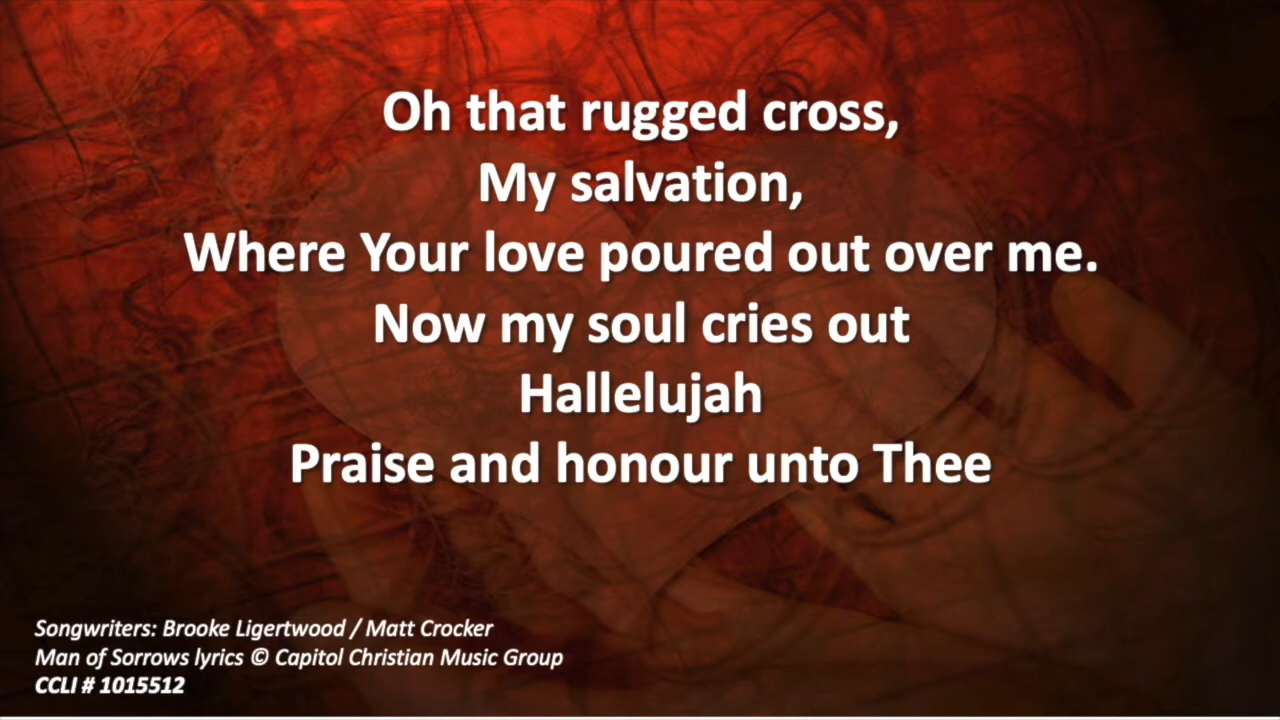 Oh that rugged cross,
My salvation,
Where Your love poured out over me.
Now my soul cries out
Hallelujah
Praise and honour unto Thee
Songwriters: Brooke Ligertwood / Matt Crocker
Man of Sorrows lyrics © Capitol Christian Music Group
CCLI # 1015512